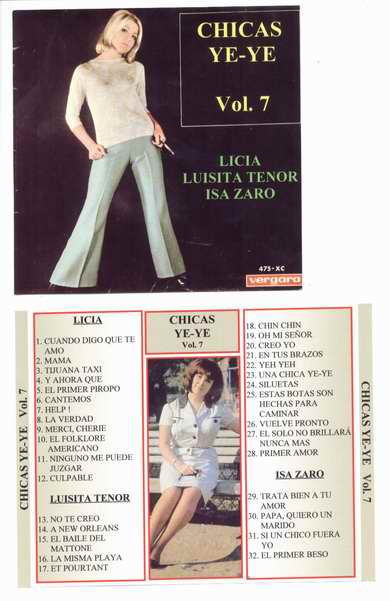 CHICAS
YE-YE
Vol. 7
LICIA
LUISITA TENOR
ISA ZARO
475-XC
vergara
CHICAS YE-YE Vol. 7
LICIA
1. CUANDO DIGO QUE TE
AMO
2. MAMA
3. TIJUANA TAXI
4. Y AHORA QUE
5. EL PRIMER PIROPO
6. CANTEMOS
7. HELP !
8. LA VERDAD
9. MERCI, CHERIE
10. EL FOLKLORE
AMERICANO
11. NINGUNO ME PUEDE
JUZGAR
12. CULPABLE
LUISITA TENOR
13. NO TE CREO
14. A NEW ORLEANS
15. EL BAILE DEL
MATTONE
16. LA MISMA PLAYA
17. ET POURTANT
CHICAS
YE-YE
Vol. 7
18. CHIN CHIN
19. OH MI SEÑOR
20. CREO YO
21. EN TUS BRAZOS
22. YEH YEH
23. UNA CHICA YE-YE
24. SILUETAS
25. ESTAS BOTAS SON
HECHAS PARA
CAMINAR
26. VUELVE PRONTO
27. EL SOLO NO BRILLARÁ
NUNCA MAS
28. PRIMER AMOR
ISA ZARO
29. TRATA BIEN A TU
AMOR
30. PAPA, QUIERO UN
MARIDO
31. SI UN CHICO FUERA
YO
32. EL PRIMER BESO
CHICAS YE-YE Vol. 7